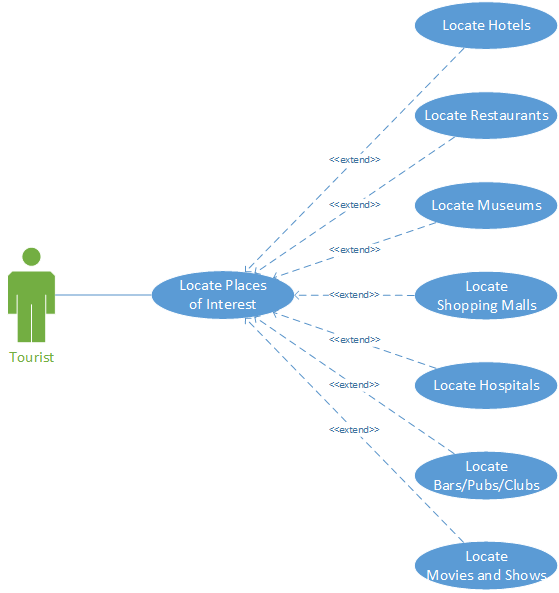 Locate Hotels
<<extend>>
Locate Restaurants
<<extend>>
Locate Museums
<<extend>>
Locate Places
of Interest
<<extend>>
Locate
Shopping Malls
Tourist
<<extend>>
Locate Hospitals
<<extend>>
Locate
Bars/Pubs/Clubs
<<extend>>
Locate
Movies and Shows